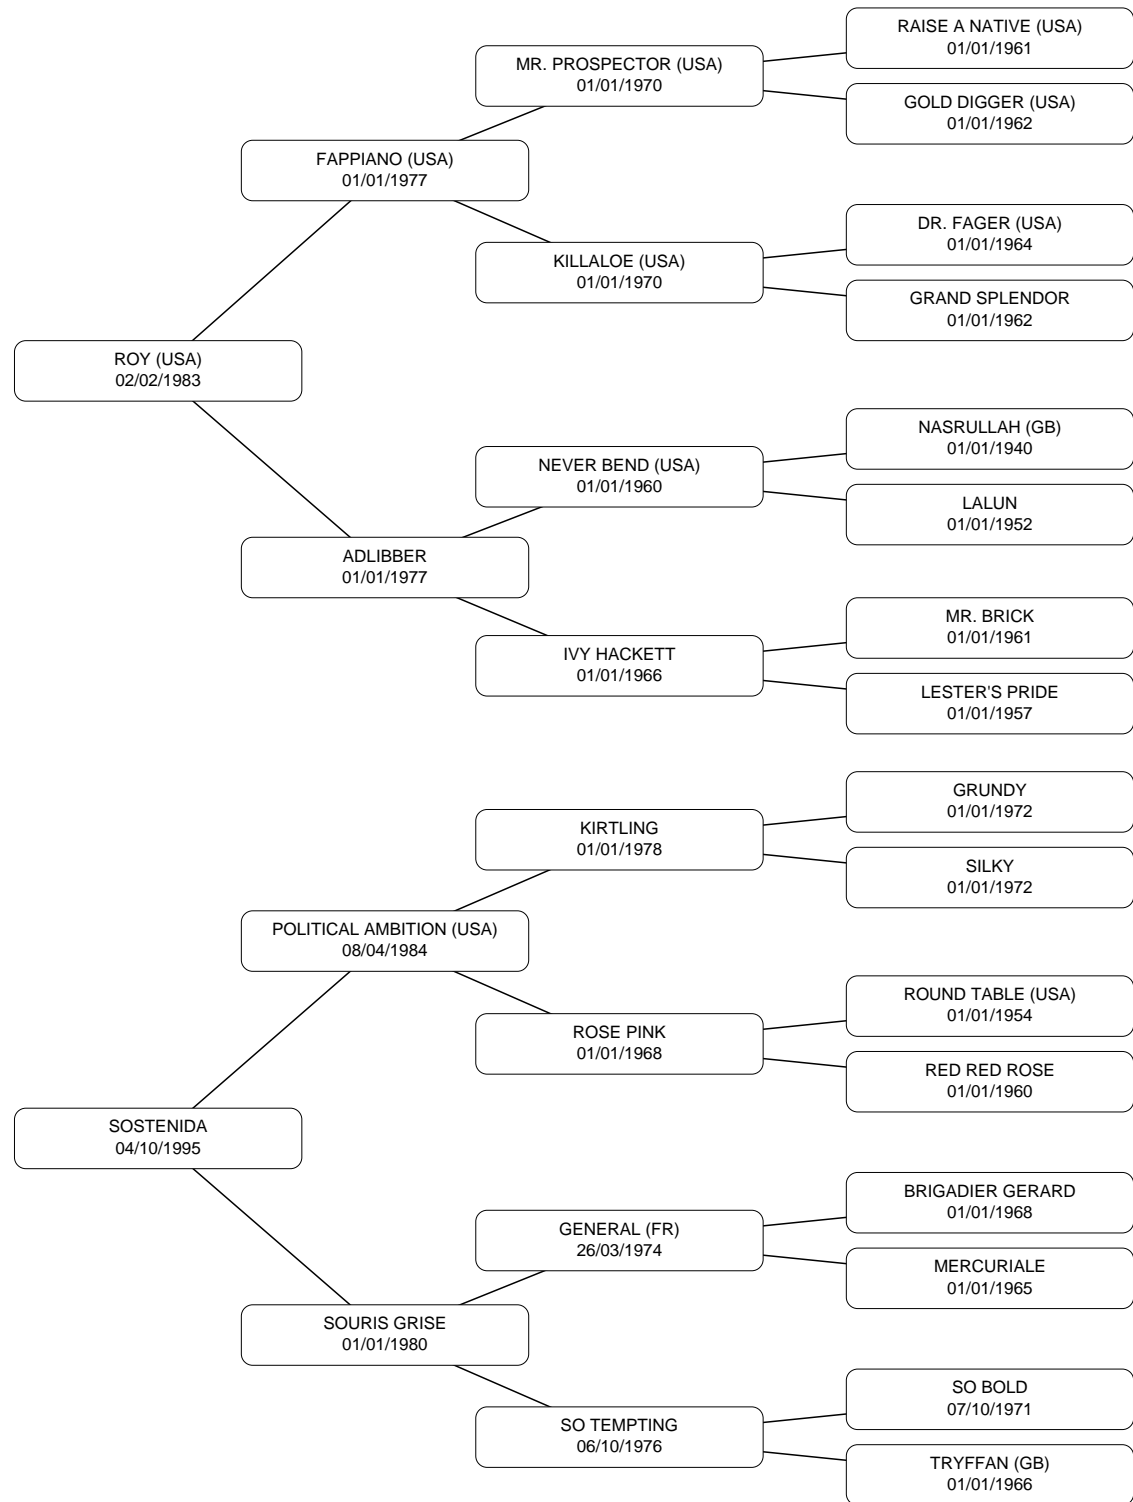 RAISE A NATIVE (USA)
01/01/1961
MR. PROSPECTOR (USA)
01/01/1970
GOLD DIGGER (USA)
01/01/1962
FAPPIANO (USA)
01/01/1977
DR. FAGER (USA)
01/01/1964
KILLALOE (USA)
01/01/1970
GRAND SPLENDOR
01/01/1962
ROY (USA)
02/02/1983
NASRULLAH (GB)
01/01/1940
NEVER BEND (USA)
01/01/1960
LALUN
01/01/1952
ADLIBBER
01/01/1977
MR. BRICK
01/01/1961
IVY HACKETT
01/01/1966
LESTER'S PRIDE
01/01/1957
GRUNDY
01/01/1972
KIRTLING
01/01/1978
SILKY
01/01/1972
POLITICAL AMBITION (USA)
08/04/1984
ROUND TABLE (USA)
01/01/1954
ROSE PINK
01/01/1968
RED RED ROSE
01/01/1960
SOSTENIDA
04/10/1995
BRIGADIER GERARD
01/01/1968
GENERAL (FR)
26/03/1974
MERCURIALE
01/01/1965
SOURIS GRISE
01/01/1980
SO BOLD
07/10/1971
SO TEMPTING
06/10/1976
TRYFFAN (GB)
01/01/1966